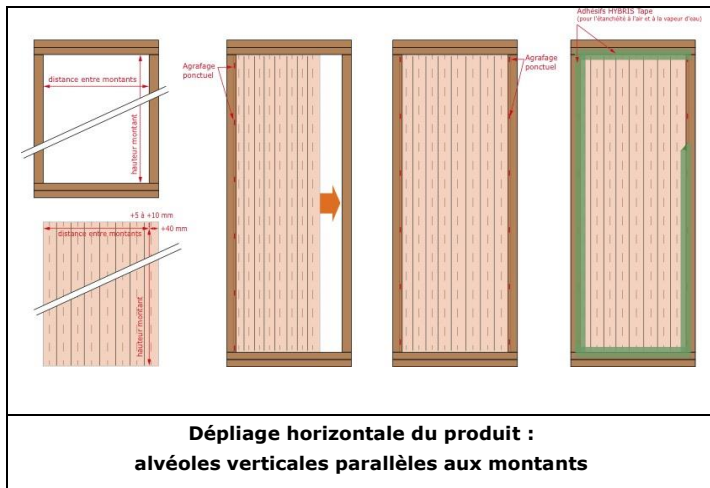 distance entre montants
hauteur montant
+5 à +10 mm
distance entre montants
+40 mm
hauteur montant
Agrafage
ponctuel
Agrafage
ponctuel
Adhésifs HYBRIS Tape
(pour l'étanchéité à l'air et à la vapeur d'eau)
Dépliage horizontale du produit :
alvéoles verticales parallèles aux montants